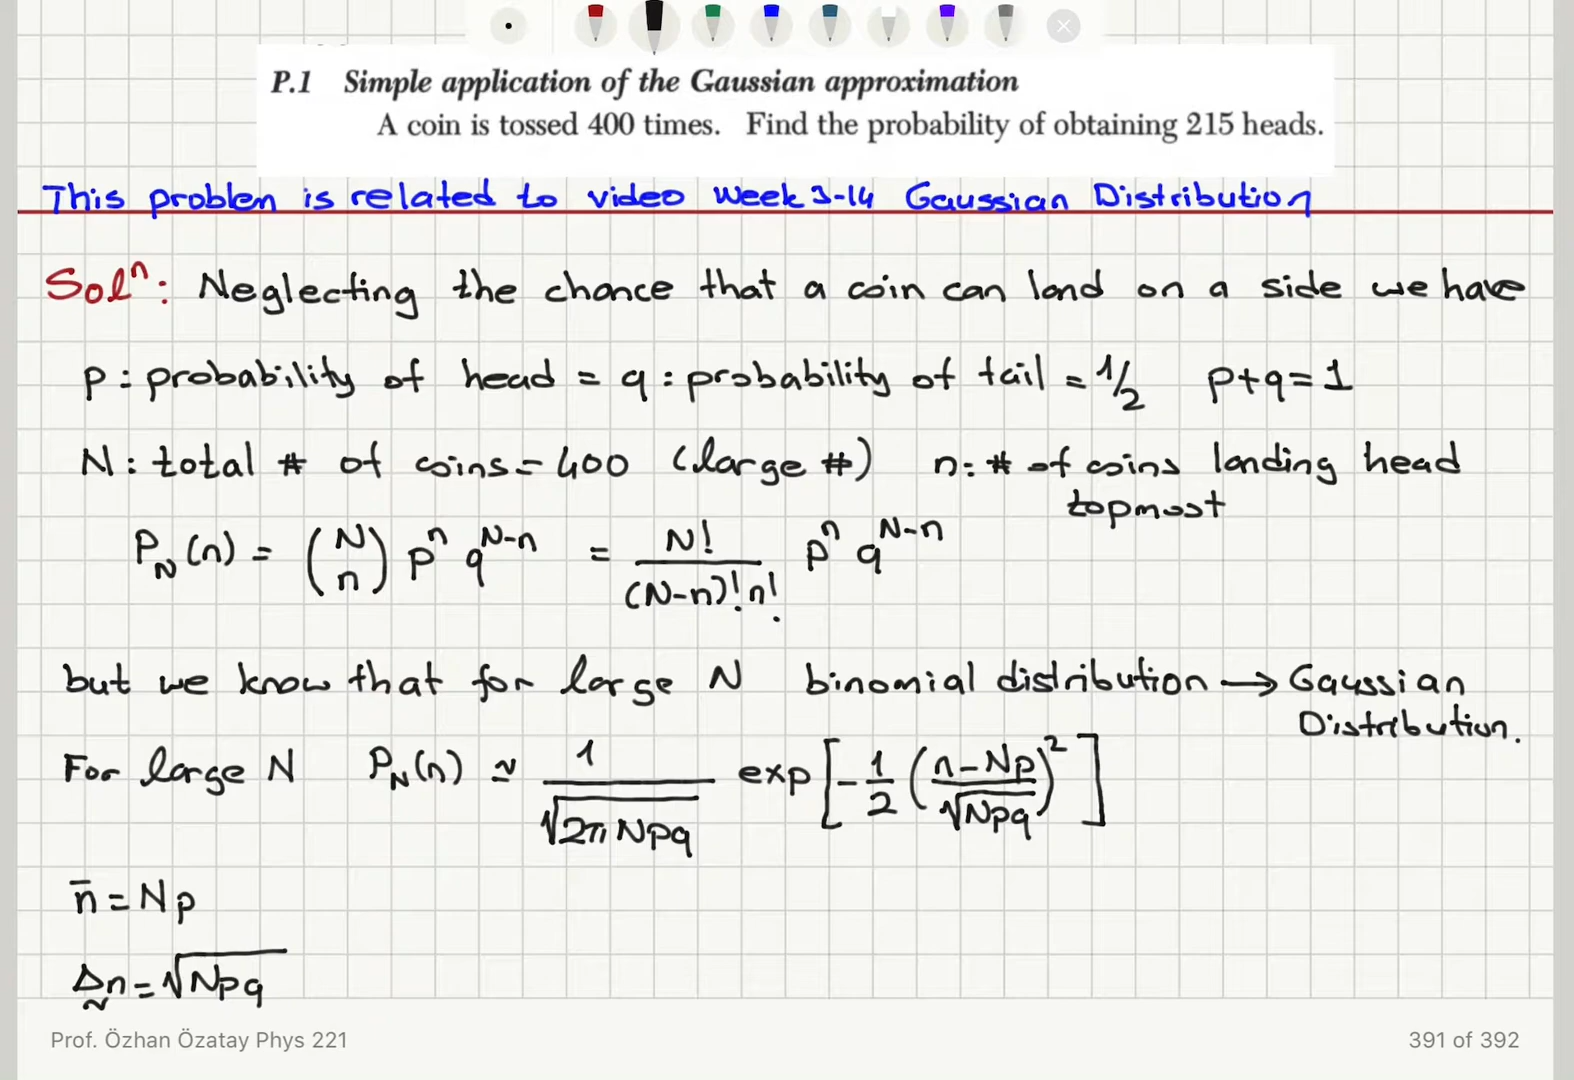 P.1 Simple application of the Gaussian approximation
A coin is tossed 400 times. Find the probability of obtaining 215 heads.
This problem is related to video Week 3-14 Gaussian Distribution
Solⁿ: Neglecting the chance that a coin can land on a side we have
p: probability of head = q: probability of tail = 1/2 p+q=1
N: total # of coins = 400 (large #) n: # of coins landing head
topmost
P_N(n) = (N n) pⁿ q^(N-n) = N!/((N-n)! n!) pⁿ q^(N-n)
but we know that for large N binomial distribution → Gaussian
Distribution.
For large N P_N(n) ≃ 1/√(2π Npq) exp[-1/2 ((n-Np)/√(Npq))²]
n̄ = Np
Δn = √(Npq)
~
Prof. Özhan Özatay Phys 221
391 of 392